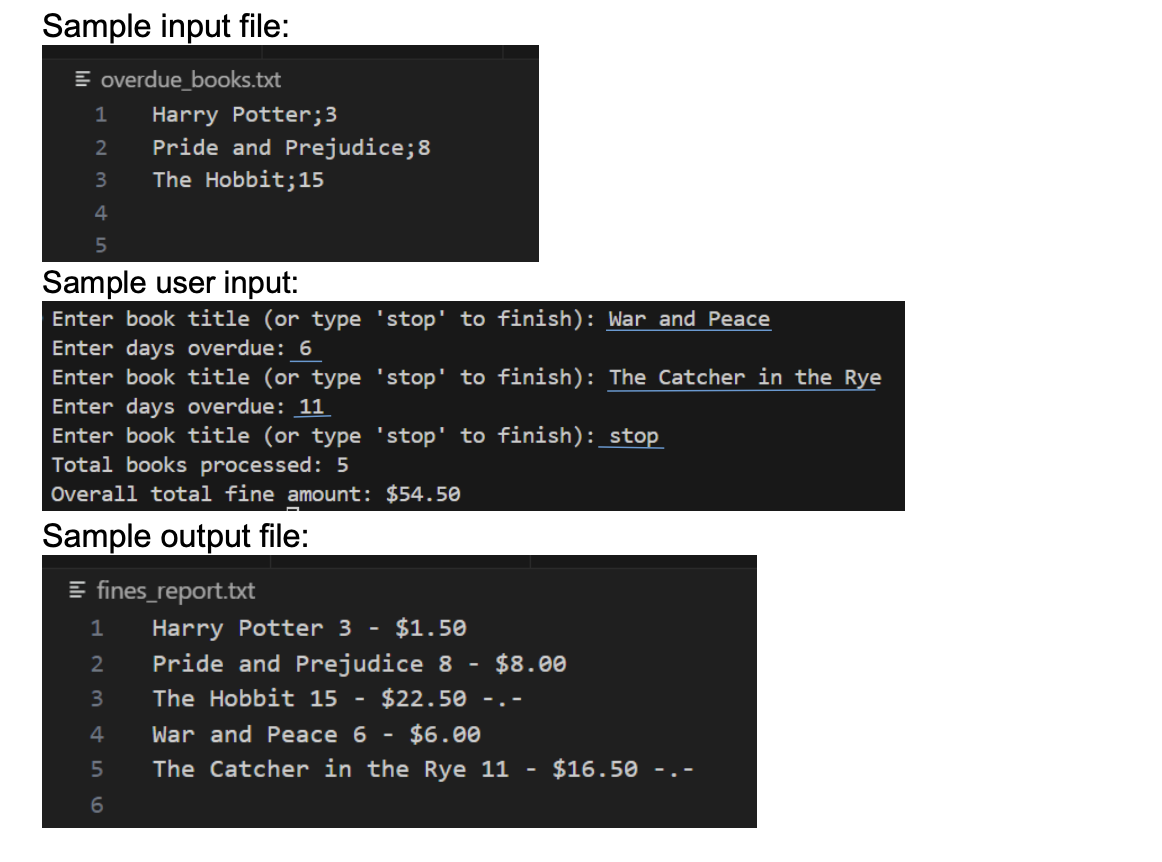 Sample input file:
overdue_books.txt
1 Harry Potter;3
2 Pride and Prejudice;8
3 The Hobbit;15
4
5
Sample user input:
Enter book title (or type 'stop' to finish): War and Peace
Enter days overdue: 6
Enter book title (or type 'stop' to finish): The Catcher in the Rye
Enter days overdue: 11
Enter book title (or type 'stop' to finish): stop
Total books processed: 5
Overall total fine amount: $54.50
Sample output file:
fines_report.txt
1 Harry Potter 3 - $1.50
2 Pride and Prejudice 8 - $8.00
3 The Hobbit 15 - $22.50 -.-
4 War and Peace 6 - $6.00
5 The Catcher in the Rye 11 - $16.50 -.-
6